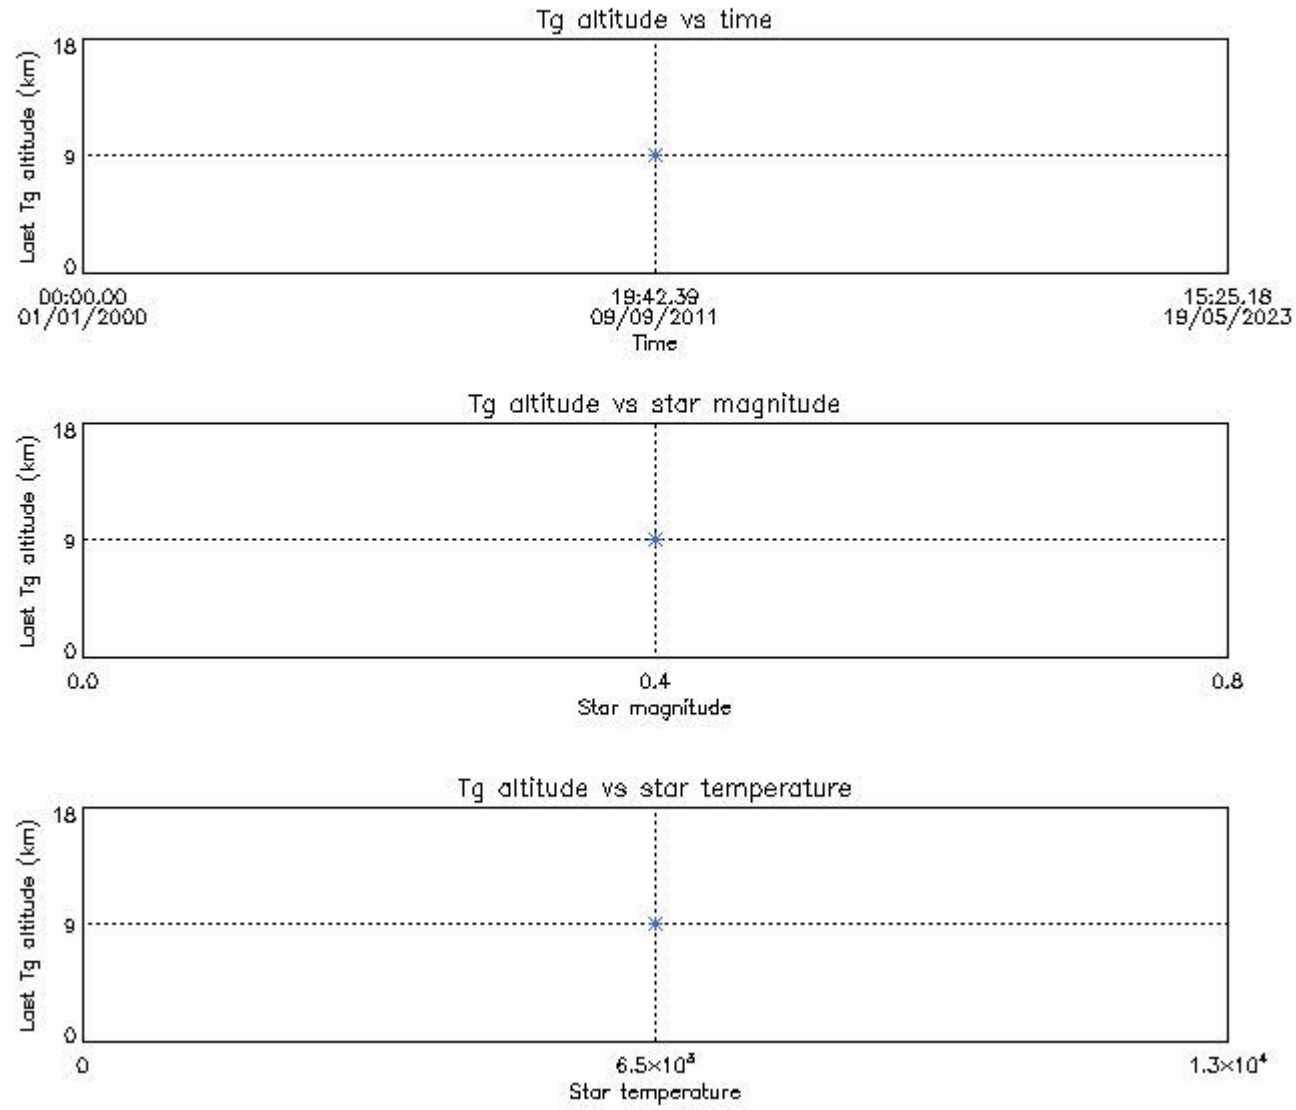 Tg altitude vs time
Last Tg altitude (km)
18
9
0
00:00.00 19:42.39 15:25.18
01/01/2000 09/09/2011 19/05/2023
Time
Tg altitude vs star magnitude
Last Tg altitude (km)
18
9
0
0.0 0.4 0.8
Star magnitude
Tg altitude vs star temperature
Last Tg altitude (km)
18
9
0
0 6.5×10³ 1.3×10⁴
Star temperature